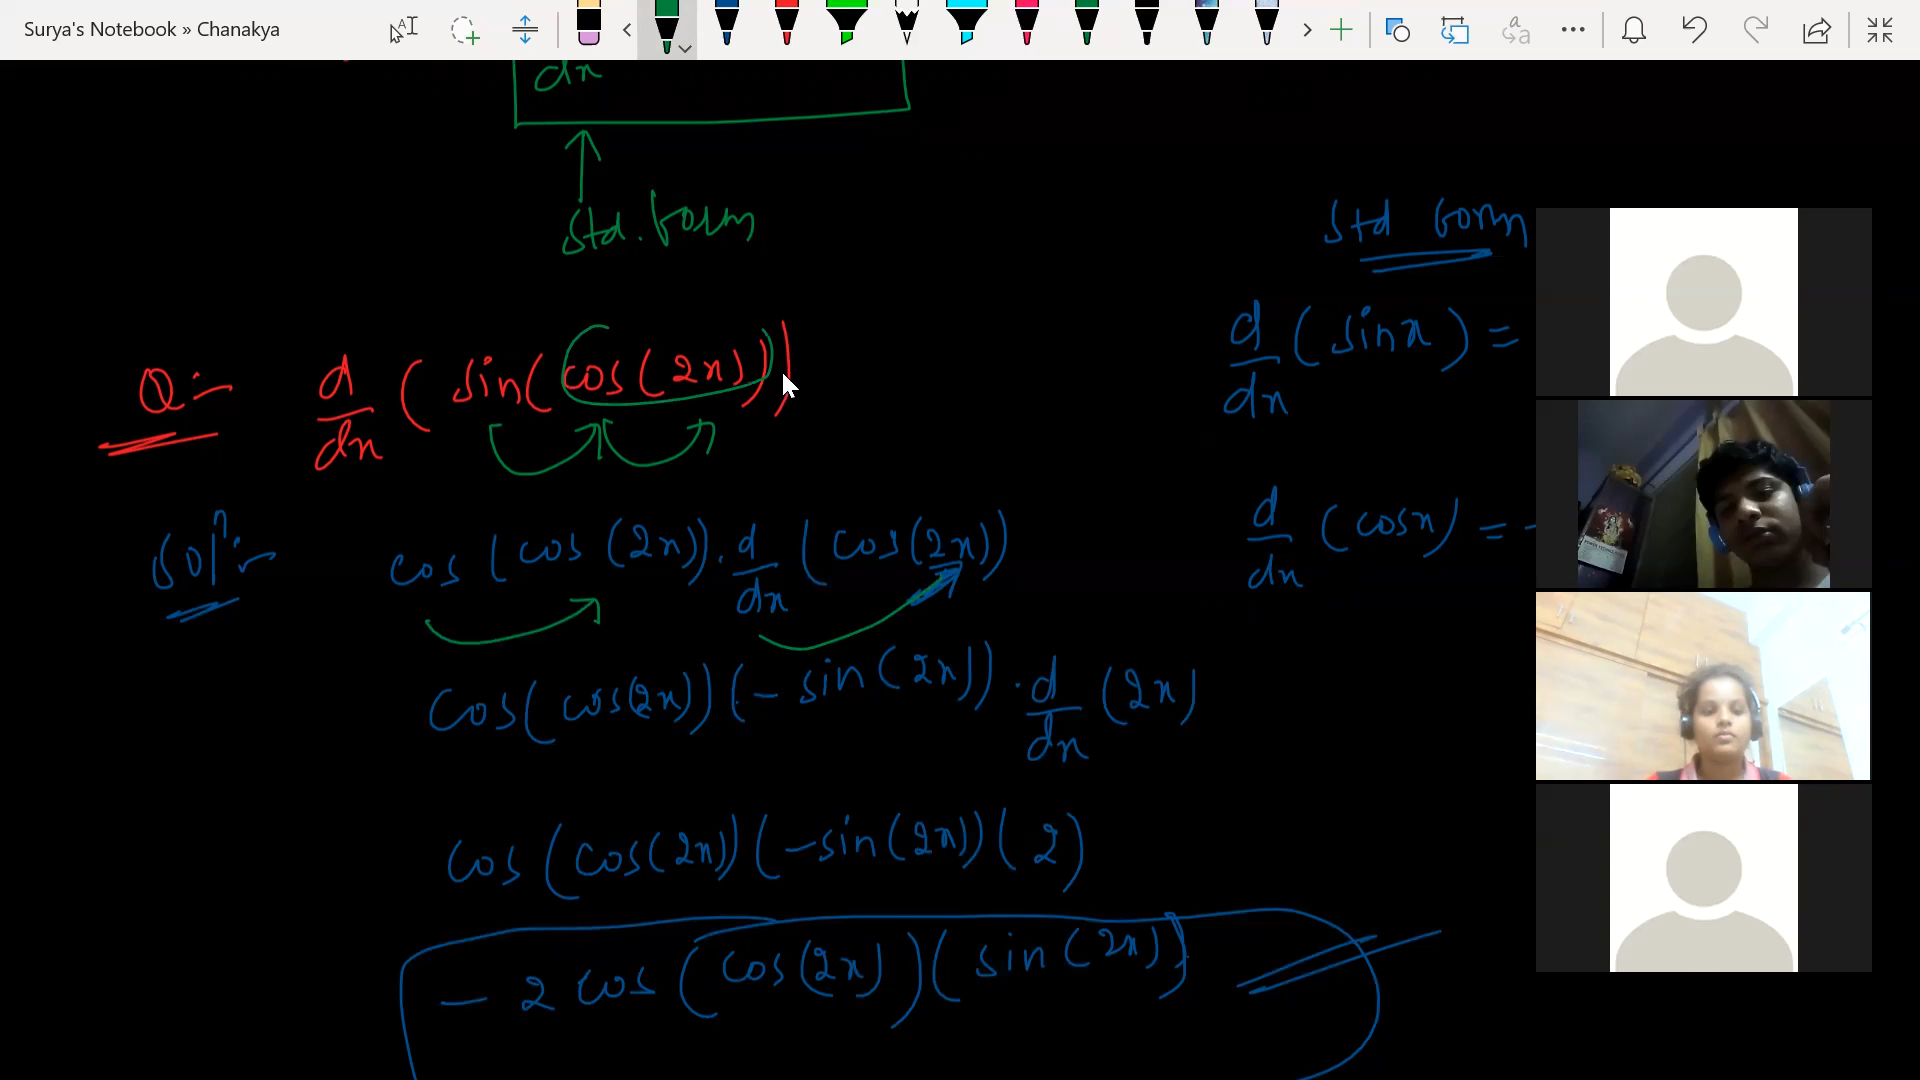 Surya's Notebook » Chanakya
dx
Std. form
Std form
d/dx (sin x) =
Q:- d/dx (sin(cos(2x)))
Soln:- cos(cos(2x)).d/dx(cos(2x))
d/dx (cos x) = -
cos(cos(2x))(-sin(2x)).d/dx(2x)
cos(cos(2x))(-sin(2x))(2)
-2 cos(cos(2x))(sin(2x))